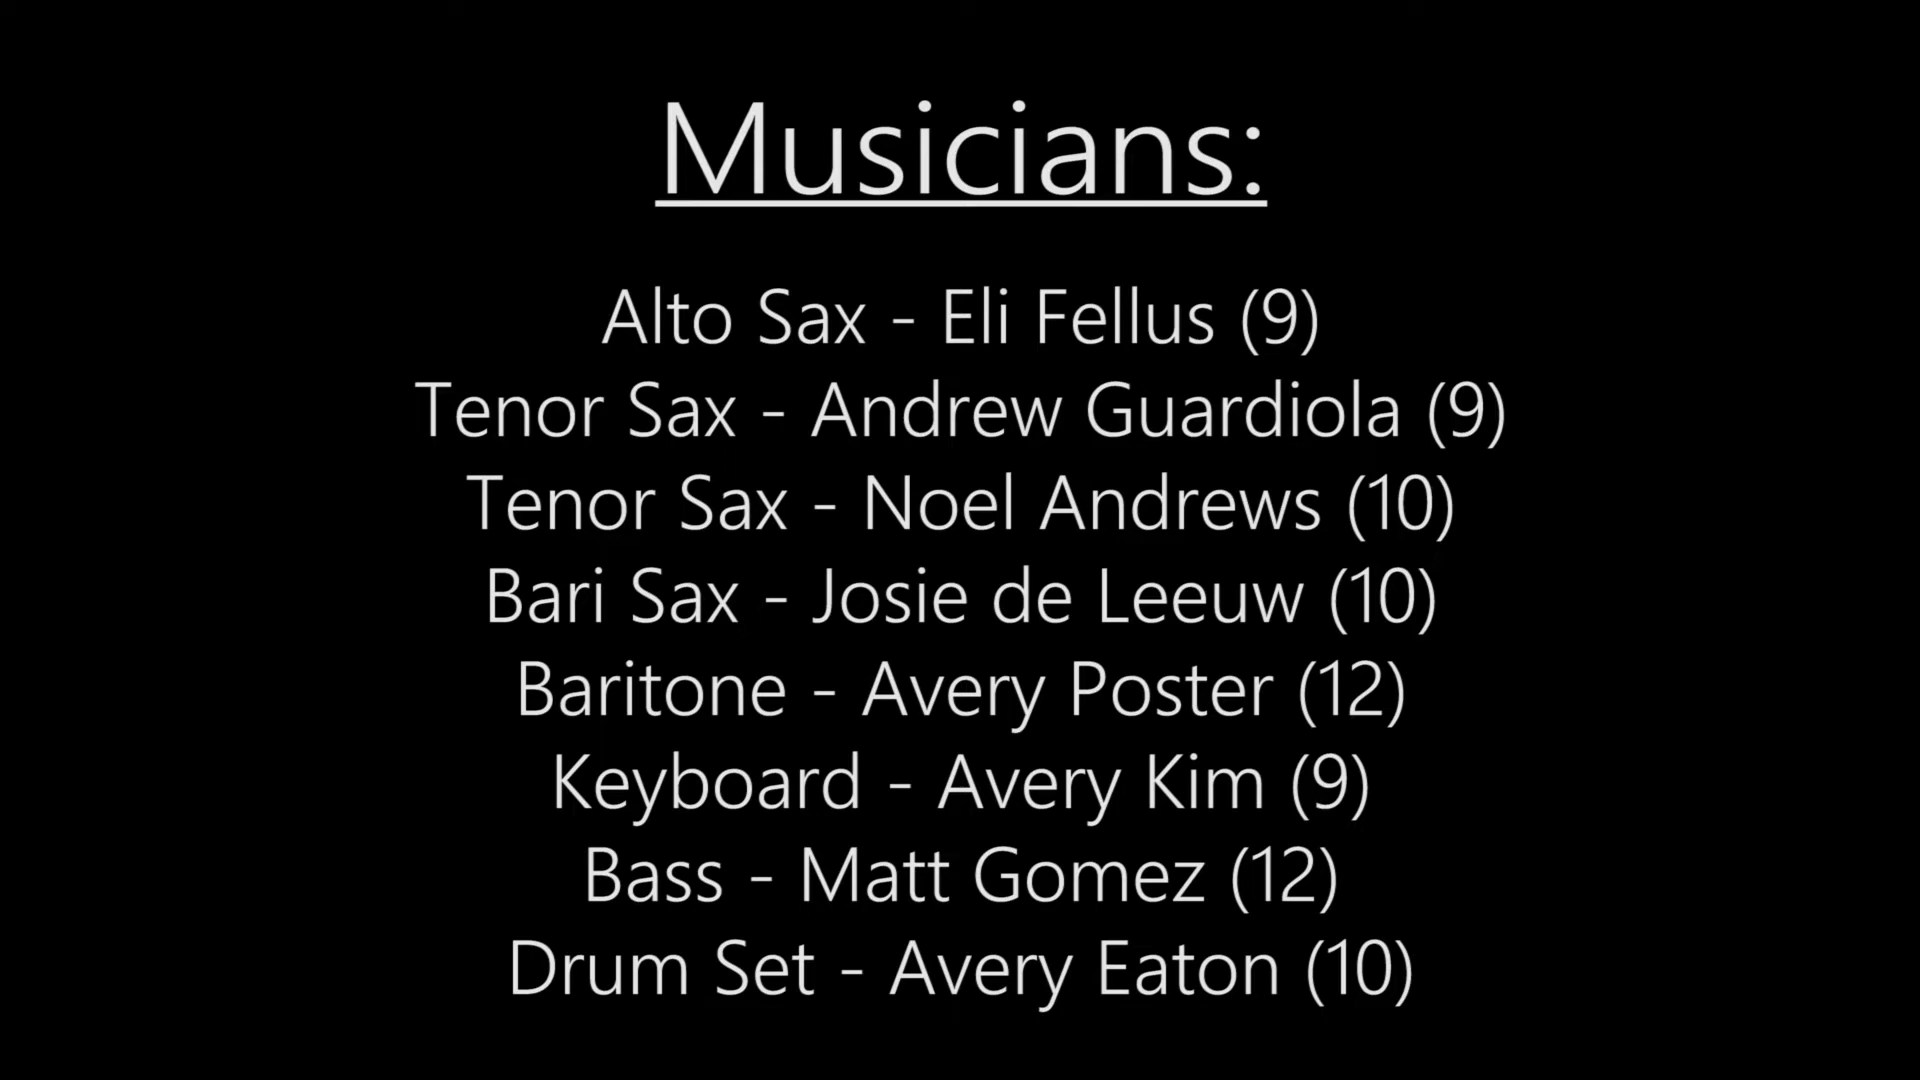 Musicians:
Alto Sax - Eli Fellus (9)
Tenor Sax - Andrew Guardiola (9)
Tenor Sax - Noel Andrews (10)
Bari Sax - Josie de Leeuw (10)
Baritone - Avery Poster (12)
Keyboard - Avery Kim (9)
Bass - Matt Gomez (12)
Drum Set - Avery Eaton (10)